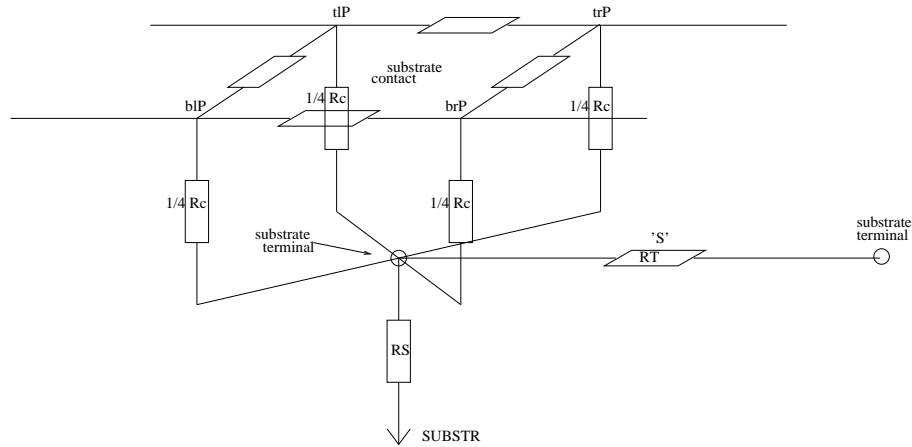 tlP
trP
substrate
contact
1/4 Rc
1/4 Rc
blP
brP
1/4 Rc
1/4 Rc
substrate
terminal
'S'
RT
substrate
terminal
RS
SUBSTR